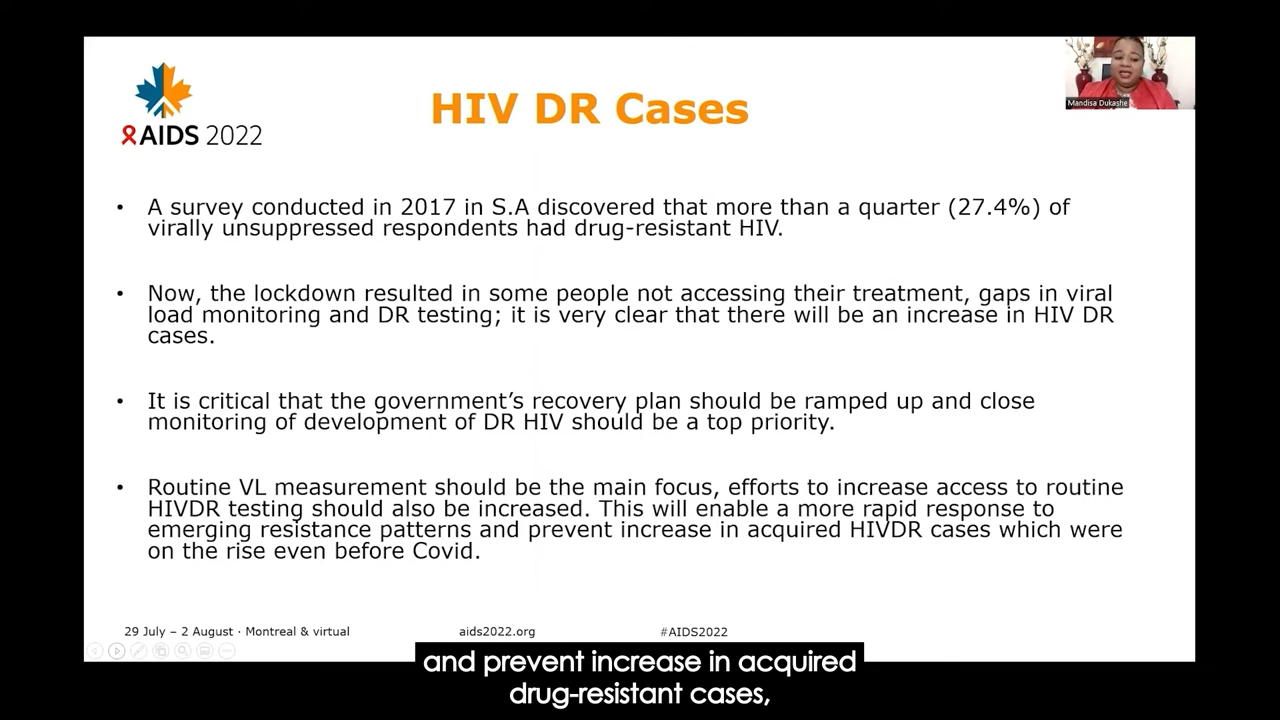 AIDS 2022
HIV DR Cases
Mandisa Dukashe
• A survey conducted in 2017 in S.A discovered that more than a quarter (27.4%) of
virally unsuppressed respondents had drug-resistant HIV.
• Now, the lockdown resulted in some people not accessing their treatment, gaps in viral
load monitoring and DR testing; it is very clear that there will be an increase in HIV DR
cases.
• It is critical that the government’s recovery plan should be ramped up and close
monitoring of development of DR HIV should be a top priority.
• Routine VL measurement should be the main focus, efforts to increase access to routine
HIVDR testing should also be increased. This will enable a more rapid response to
emerging resistance patterns and prevent increase in acquired HIVDR cases which were
on the rise even before Covid.
29 July – 2 August · Montreal & virtual
aids2022.org
#AIDS2022
and prevent increase in acquired
drug-resistant cases,